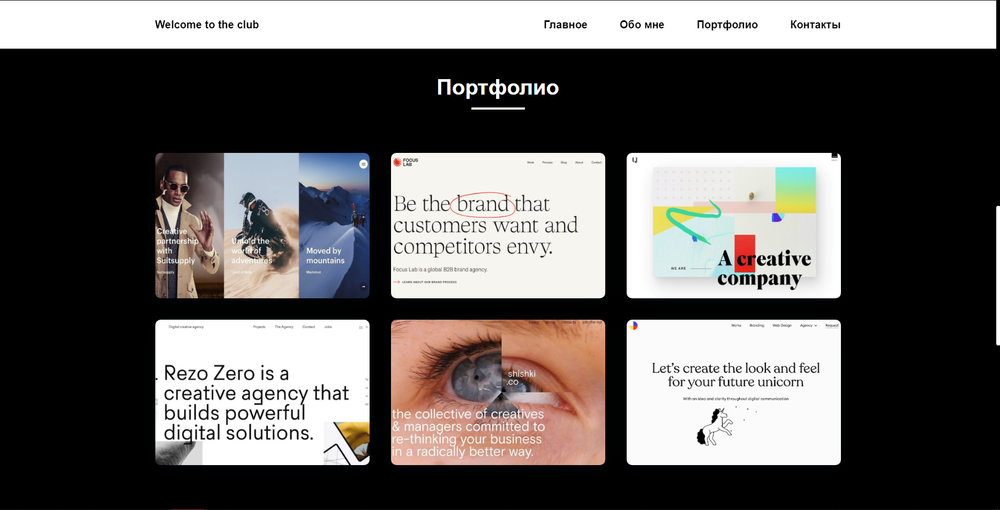 Welcome to the club
Главное
Обо мне
Портфолио
Контакты
Портфолио
Creative
partnership
with
Suitsupply
Suitsupply
Unfold the
world of
adventures
Land of Ride
Moved by
mountains
Mammut
FOCUS
LAB
Work
Process
Blog
About
Contact
Be the brand that
customers want and
competitors envy.
Focus Lab is a global B2B brand agency.
LEARN ABOUT OUR BRAND PROCESS
WE ARE
A creative
company
Digital creative agency
Projects
The Agency
Contact
Jobs
En
Fr
Rezo Zero is a
creative agency that
builds powerful
digital solutions.
cases
about
contacts
join the riot
shishki
.co
the collective of creatives
& managers committed to
re-thinking your business
in a radically better way.
Works
Branding
Web Design
Agency
Request
Let's create the look and feel
for your future unicorn
With an idea and clarity throughout digital communication